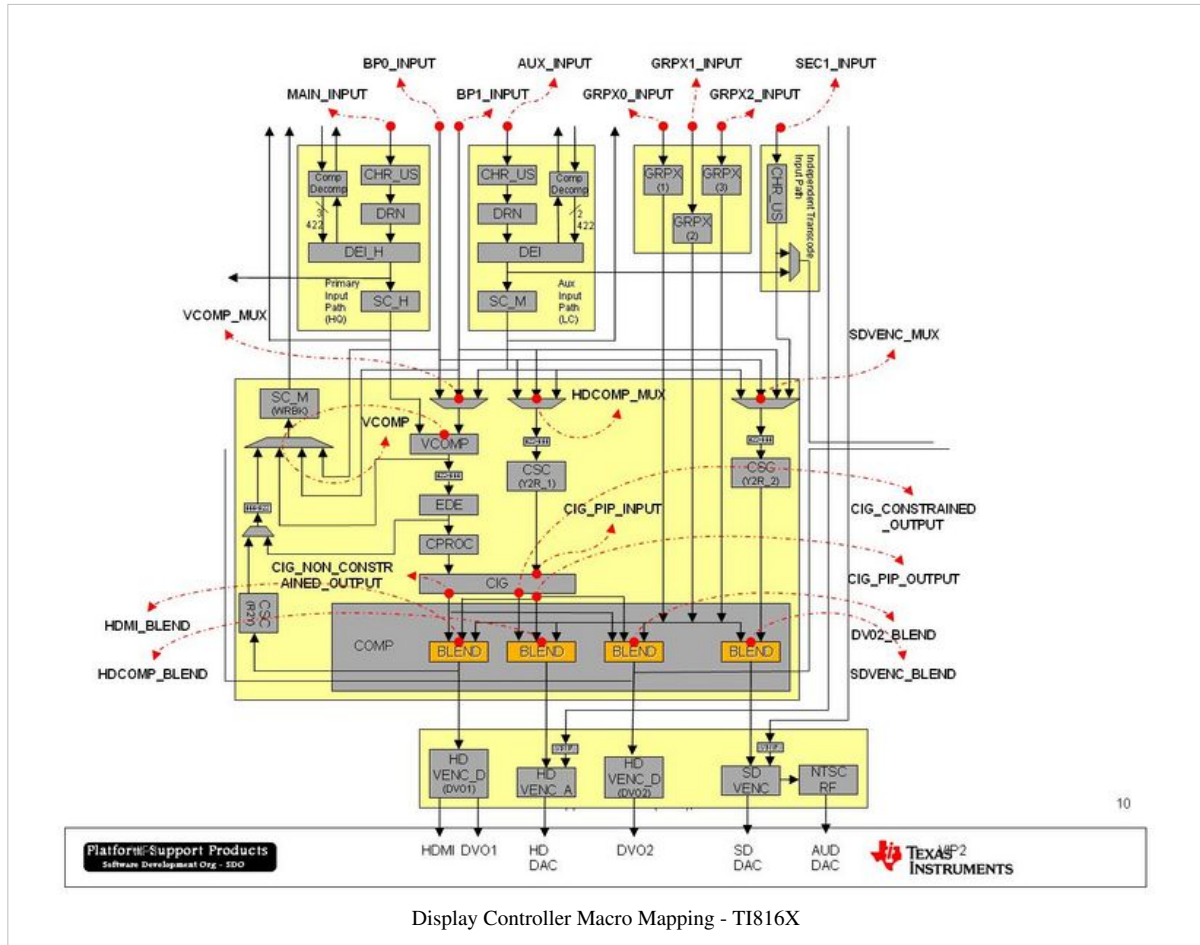 BP0_INPUT
AUX_INPUT
GRPX1_INPUT
SEC1_INPUT
MAIN_INPUT
BP1_INPUT
GRPX0_INPUT
GRPX2_INPUT
Comp
Decomp
CHR_US
CHR_US
Comp
Decomp
GRPX
(1)
GRPX
(3)
CHR_US
Independent Transcode
Input Path
DRN
DRN
GRPX
(2)
2
422
2
422
DEI_H
DEI
Primary
Input
Path
(HQ)
SC_H
SC_M
Aux
Input
Path
(LC)
VCOMP_MUX
SDVENC_MUX
SC_M
(WRBK)
HDCOMP_MUX
VCOMP
VCOMP
CSC
(Y2R_1)
CSC
(Y2R_2)
EDE
CIG_PIP_INPUT
CIG_CONSTRAINED
_OUTPUT
CPROC
CIG_NON_CONSTR
AINED_OUTPUT
CIG
CIG_PIP_OUTPUT
CSC
(R2Y)
HDMI_BLEND
COMP
BLEND
BLEND
BLEND
BLEND
DV02_BLEND
HDCOMP_BLEND
SDVENC_BLEND
HD
VENC_D
(DVO1)
HD
VENC_A
HD
VENC_D
(DVO2)
SD
VENC
NTSC
RF
10
Platform Support Products
Software Development Org - SDO
HDMI
DVO1
HD
DAC
DVO2
SD
DAC
AUD
DAC
TEXAS
INSTRUMENTS
VIP2
Display Controller Macro Mapping - TI816X